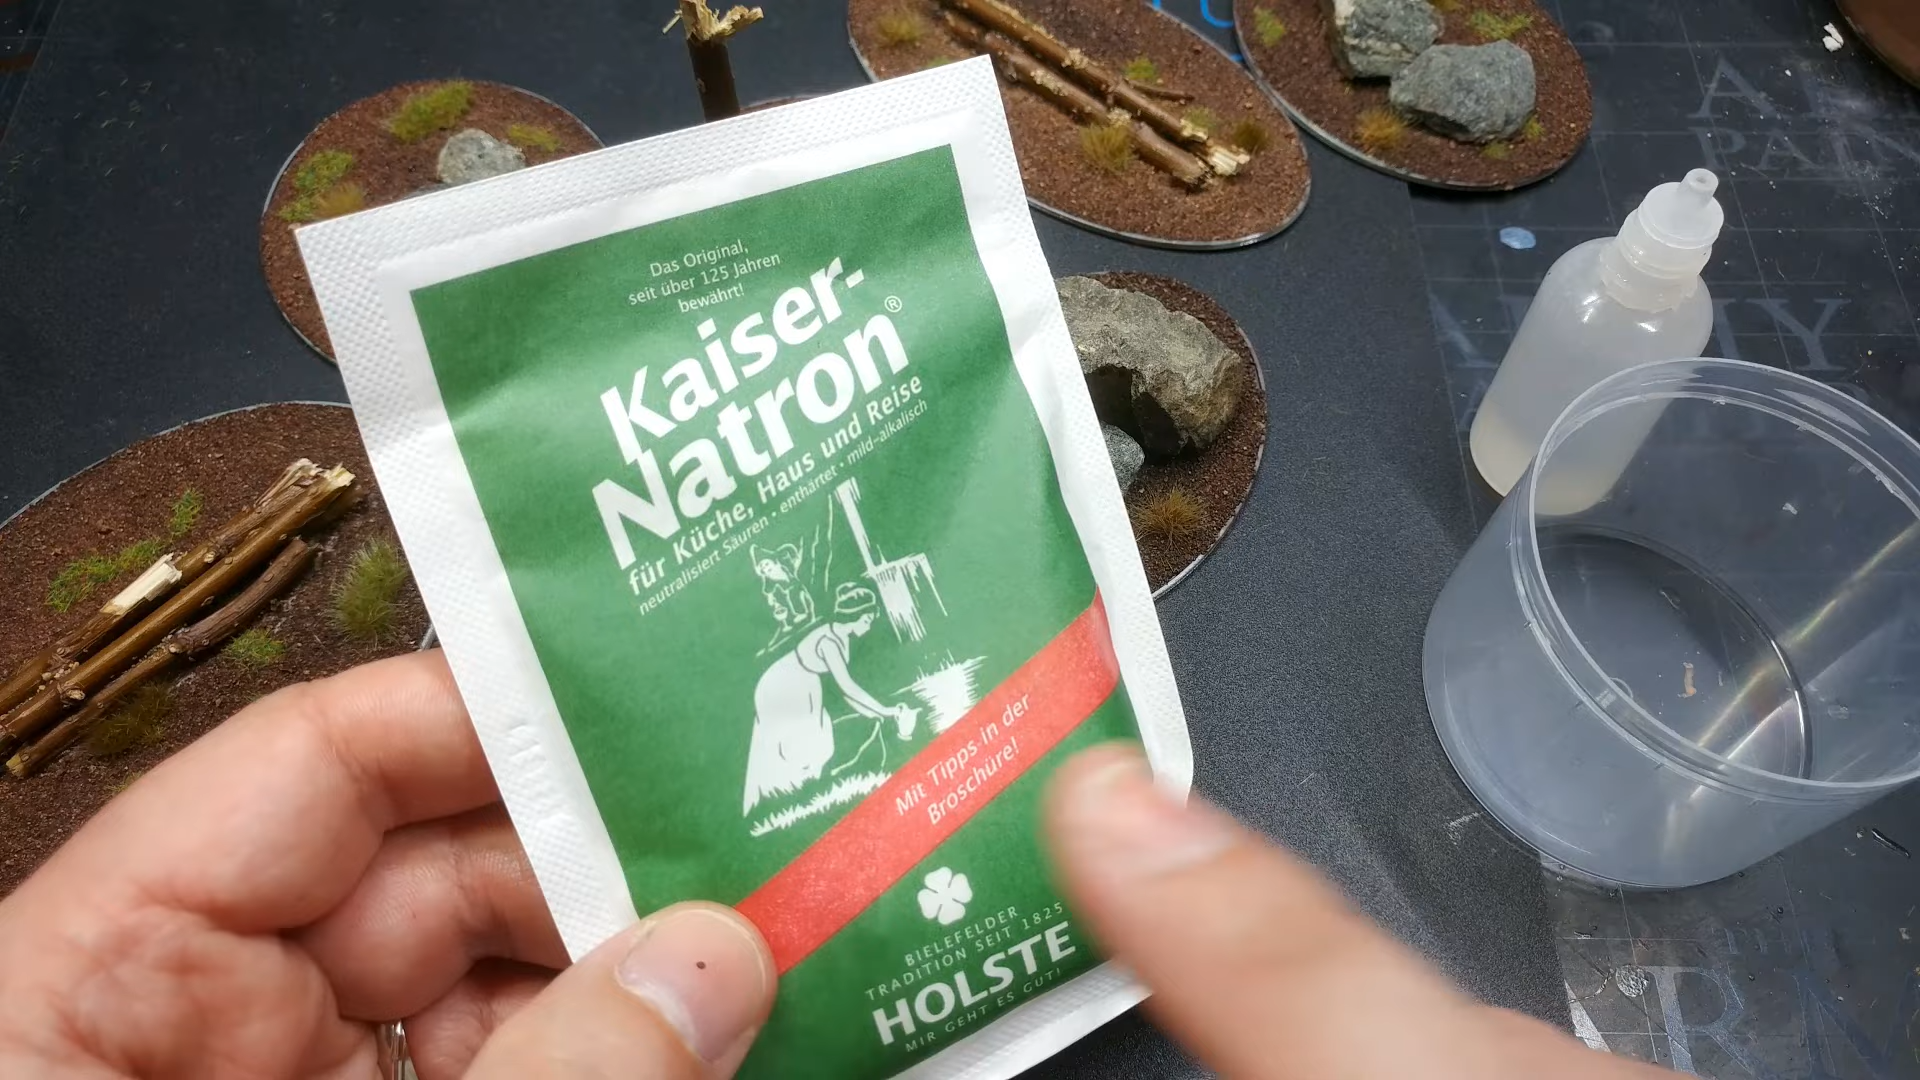 Das Original,
seit über 125 Jahren
bewährt!
Kaiser-
Natron®
für Küche, Haus und Reise
neutralisiert Säuren · enthärtet · mild-alkalisch
Mit Tipps in der
Broschüre!
BIELEFELDER
TRADITION SEIT 1825
HOLSTE
MIR GEHT ES GUT!